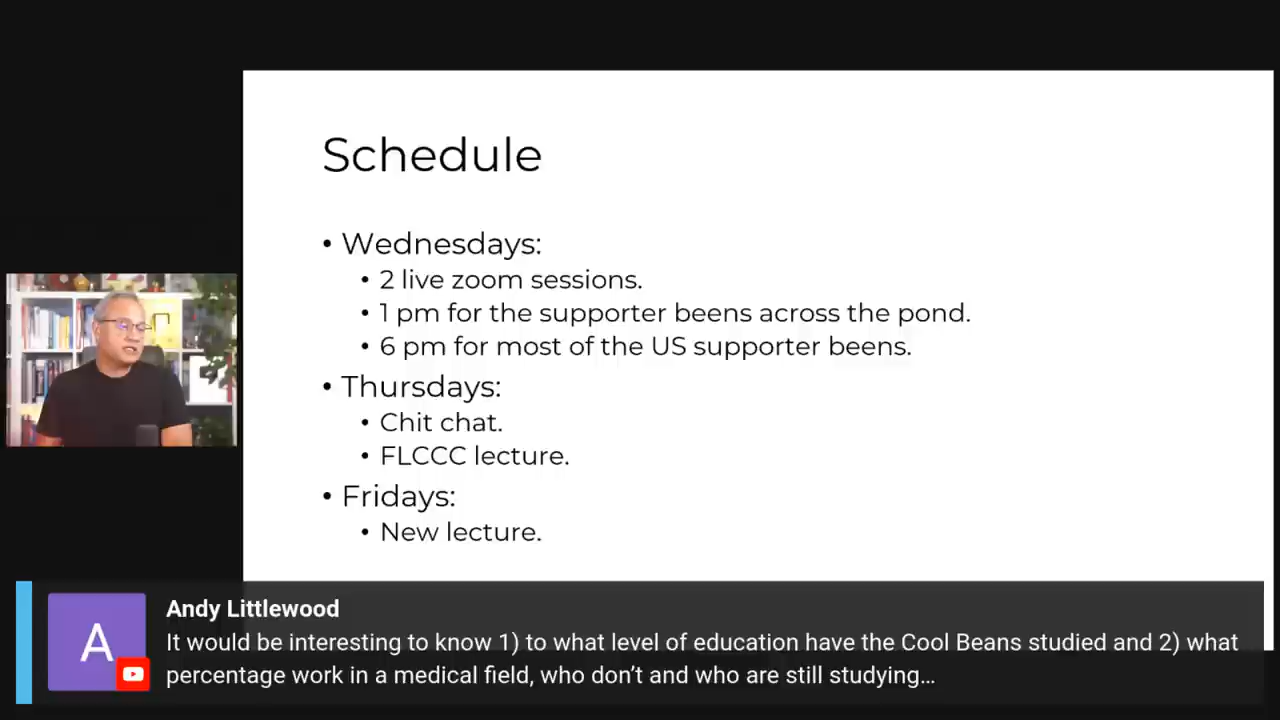 Schedule
• Wednesdays:
• 2 live zoom sessions.
• 1 pm for the supporter beens across the pond.
• 6 pm for most of the US supporter beens.
• Thursdays:
• Chit chat.
• FLCCC lecture.
• Fridays:
• New lecture.
A
Andy Littlewood
It would be interesting to know 1) to what level of education have the Cool Beans studied and 2) what
percentage work in a medical field, who don’t and who are still studying…